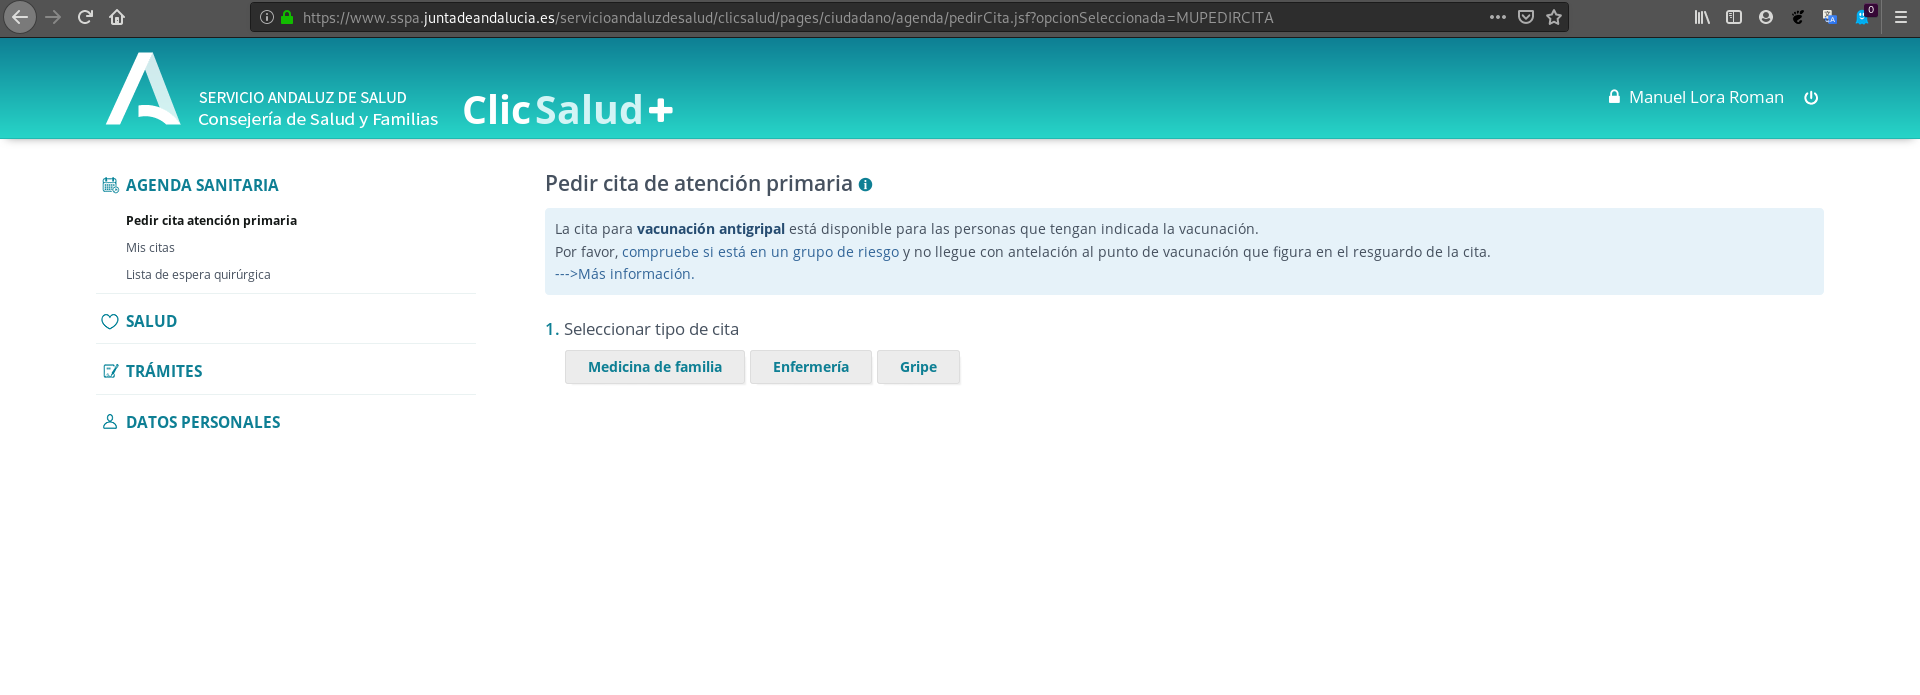 https://www.sspa.juntadeandalucia.es/servicioandaluzdesalud/clicsalud/pages/ciudadano/agenda/pedirCita.jsf?opcionSeleccionada=MUPEDIRCITA
0
SERVICIO ANDALUZ DE SALUD
Consejería de Salud y Familias
ClicSalud+
Manuel Lora Roman
AGENDA SANITARIA
Pedir cita atención primaria
Mis citas
Lista de espera quirúrgica
SALUD
TRÁMITES
DATOS PERSONALES
Pedir cita de atención primaria
La cita para vacunación antigripal está disponible para las personas que tengan indicada la vacunación.
Por favor, compruebe si está en un grupo de riesgo y no llegue con antelación al punto de vacunación que figura en el resguardo de la cita.
--->Más información.
1. Seleccionar tipo de cita
Medicina de familia Enfermería Gripe